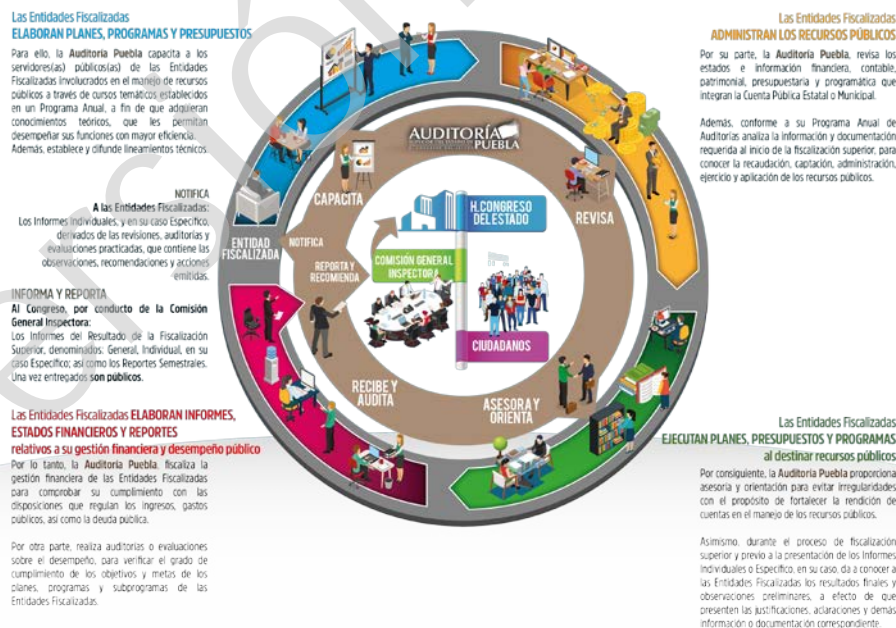 Las Entidades Fiscalizadas
ELABORAN PLANES, PROGRAMAS Y PRESUPUESTOS
Para ello, la Auditoría Puebla capacita a los
servidores(as) públicos(as) de las Entidades
Fiscalizadas involucrados en el manejo de recursos
públicos a través de cursos temáticos establecidos
en un Programa Anual, a fin de que adquieran
conocimientos teóricos, que les permitan
desempeñar sus funciones con mayor eficiencia.
Además, establece y difunde lineamientos técnicos.
NOTIFICA
A las Entidades Fiscalizadas:
Los Informes Individuales, y en su caso Específico,
derivados de las revisiones, auditorías y
evaluaciones practicadas, que contiene las
observaciones, recomendaciones y acciones
emitidas.
INFORMA Y REPORTA
Al Congreso, por conducto de la Comisión
General Inspectora:
Los Informes del Resultado de la Fiscalización
Superior, denominados: General, Individual, en su
caso Específico; así como los Reportes Semestrales.
Una vez entregados son públicos.
Las Entidades Fiscalizadas ELABORAN INFORMES,
ESTADOS FINANCIEROS Y REPORTES
relativos a su gestión financiera y desempeño público
Por lo tanto, la Auditoría Puebla, fiscaliza la
gestión financiera de las Entidades Fiscalizadas
para comprobar su cumplimiento con las
disposiciones que regulan los ingresos, gastos
públicos, así como la deuda pública.
Por otra parte, realiza auditorías o evaluaciones
sobre el desempeño, para verificar el grado de
cumplimiento de los objetivos y metas de los
planes, programas y subprogramas de las
Entidades Fiscalizadas.
AUDITORÍA
PUEBLA
CAPACITA
H. CONGRESO
DEL ESTADO
REVISA
ENTIDAD
FISCALIZADA
NOTIFICA
REPORTA Y
RECOMIENDA
COMISIÓN GENERAL
INSPECTORA
CIUDADANOS
RECIBE Y
AUDITA
ASESORA Y
ORIENTA
Las Entidades Fiscalizadas
ADMINISTRAN LOS RECURSOS PÚBLICOS
Por su parte, la Auditoría Puebla, revisa los
estados e información financiera, contable,
patrimonial, presupuestaria y programática que
integran la Cuenta Pública Estatal o Municipal.
Además, conforme a su Programa Anual de
Auditorías analiza la información y documentación
requerida al inicio de la fiscalización superior, para
conocer la recaudación, captación, administración,
ejercicio y aplicación de los recursos públicos.
Las Entidades Fiscalizadas
EJECUTAN PLANES, PRESUPUESTOS Y PROGRAMAS
al destinar recursos públicos
Por consiguiente, la Auditoría Puebla proporciona
asesoría y orientación para evitar irregularidades
con el propósito de fortalecer la rendición de
cuentas en el manejo de los recursos públicos.
Asimismo, durante el proceso de fiscalización
superior y previo a la presentación de los Informes
Individuales o Específico, en su caso, da a conocer a
las Entidades Fiscalizadas los resultados finales y
observaciones preliminares, a efecto de que
presenten las justificaciones, aclaraciones y demás
información o documentación correspondiente.